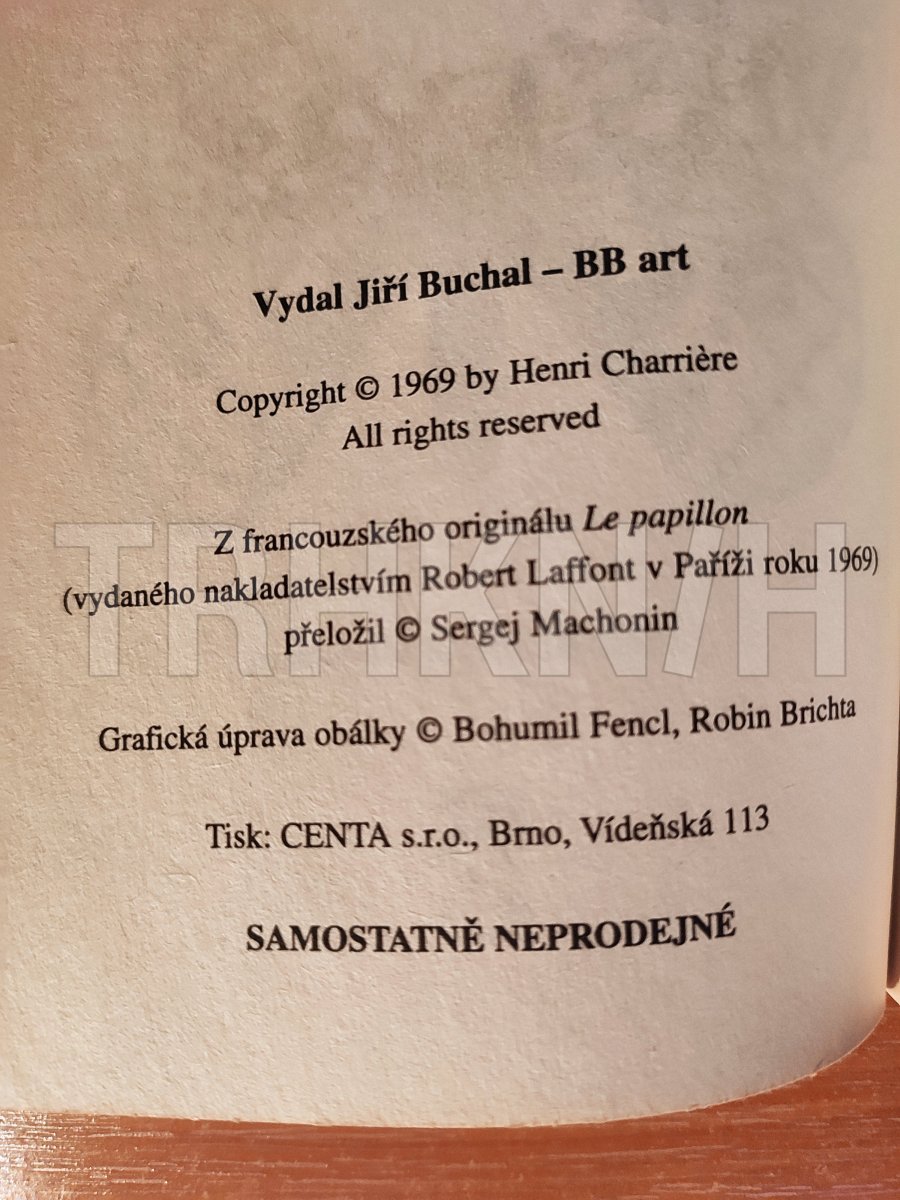 Vydal Jiří Buchal – BB art
Copyright © 1969 by Henri Charrière
All rights reserved
Z francouzského originálu Le papillon
(vydaného nakladatelstvím Robert Laffont v Paříži roku 1969)
přeložil © Sergej Machonin
TRHKNIH
Grafická úprava obálky © Bohumil Fencl, Robin Brichta
Tisk: CENTA s.r.o., Brno, Vídeňská 113
SAMOSTATNĚ NEPRODEJNÉ